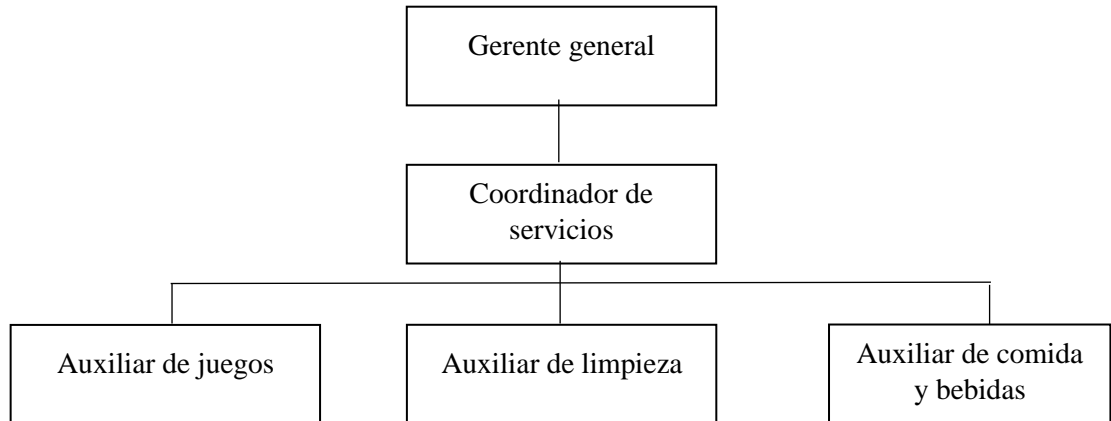 Gerente general
Coordinador de
servicios
Auxiliar de juegos
Auxiliar de limpieza
Auxiliar de comida
y bebidas